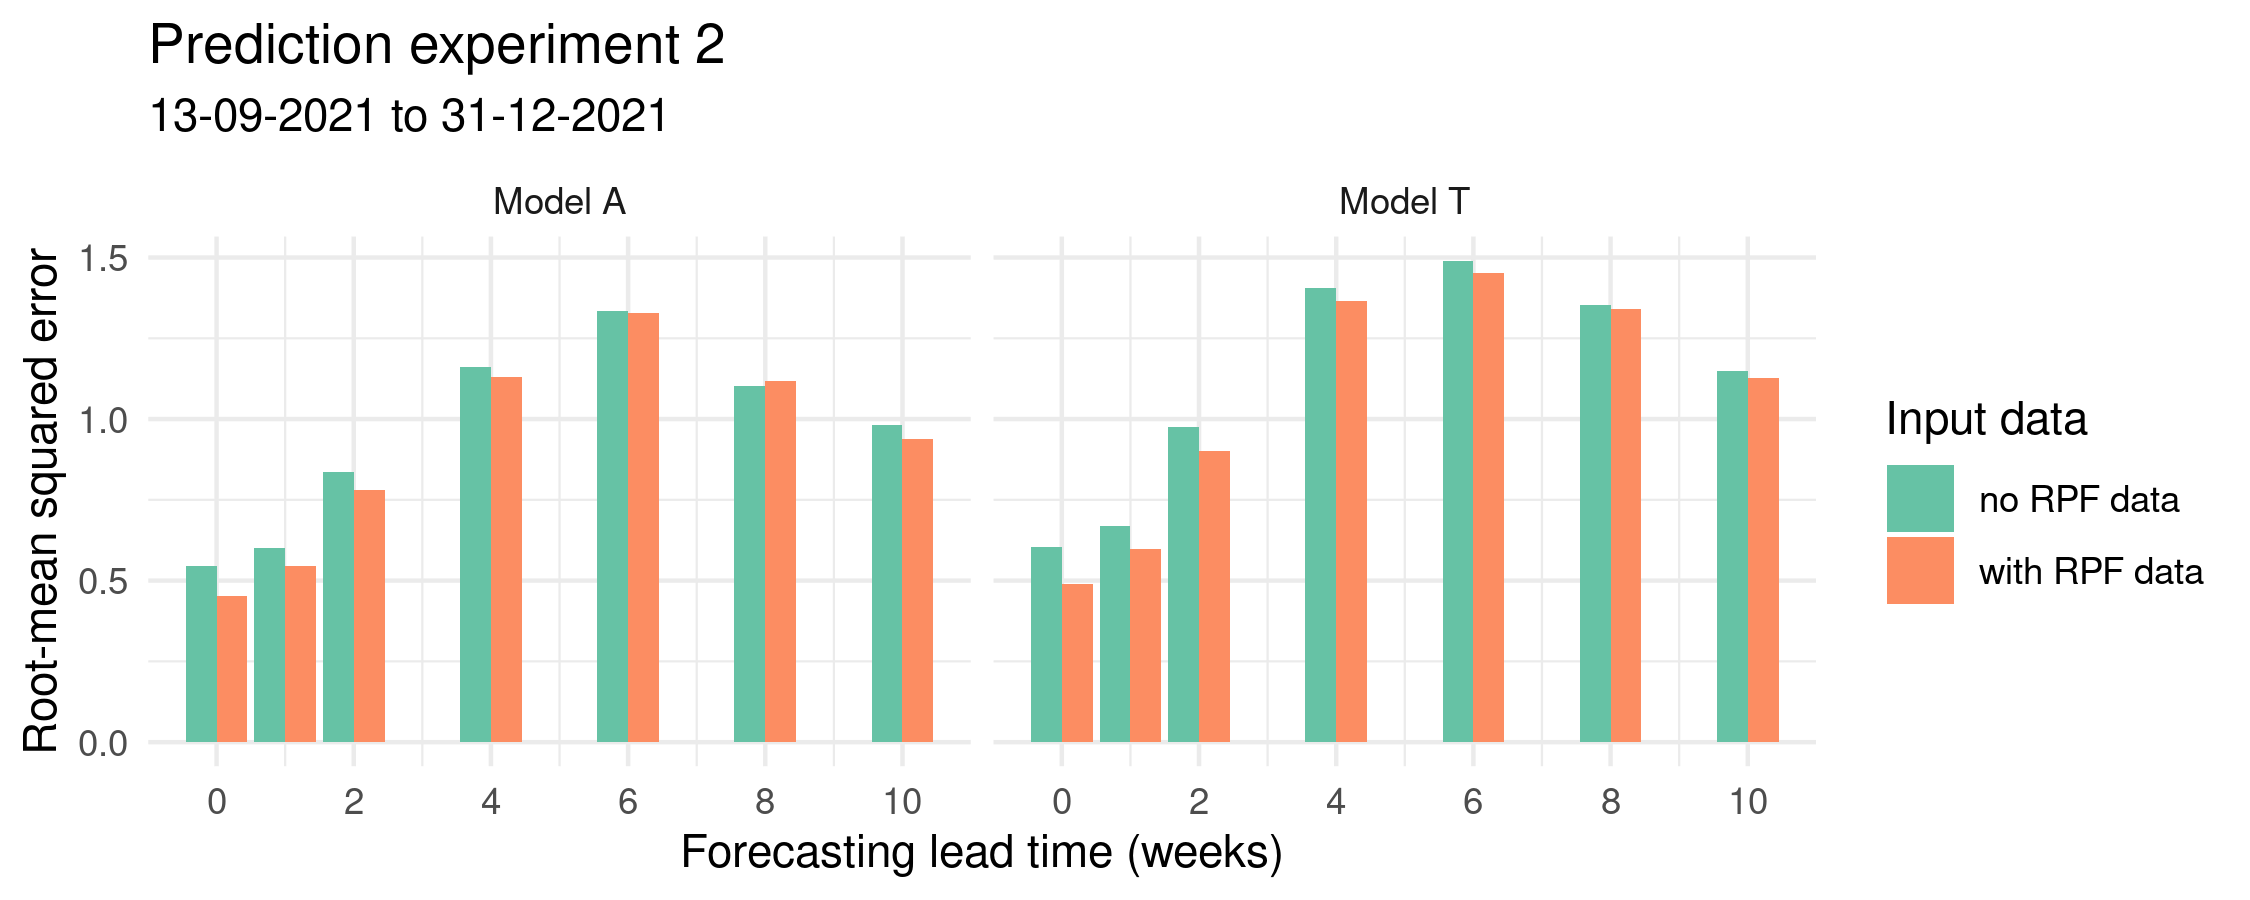 Prediction experiment 2
13-09-2021 to 31-12-2021
Model A
Model T
Root-mean squared error
1.5
1.0
0.5
0.0
0 2 4 6 8 10
0 2 4 6 8 10
Forecasting lead time (weeks)
Input data
no RPF data
with RPF data